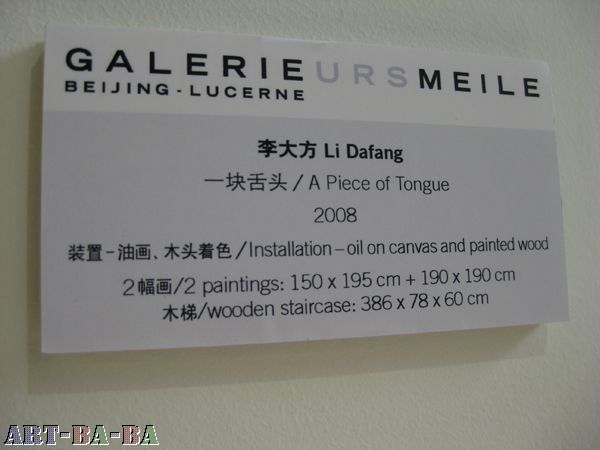 GALERIEURSMEILE
BEIJING-LUCERNE
李大方 Li Dafang
一块舌头/A Piece of Tongue
2008
装置-油画、木头着色/Installation–oil on canvas and painted wood
2幅画/2 paintings: 150 x 195 cm + 190 x 190 cm
木梯/wooden staircase: 386 x 78 x 60 cm
ART-BA-BA